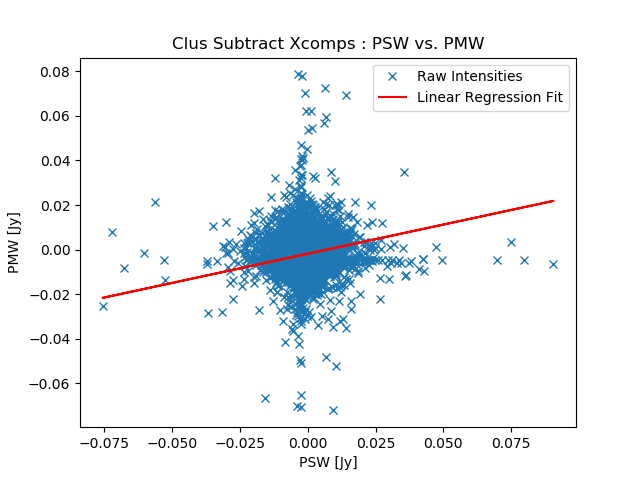 Clus Subtract Xcomps : PSW vs. PMW
Raw Intensities
Linear Regression Fit
PMW [Jy]
0.08
0.06
0.04
0.02
0.00
−0.02
−0.04
−0.06
−0.075 −0.050 −0.025 0.000 0.025 0.050 0.075
PSW [Jy]